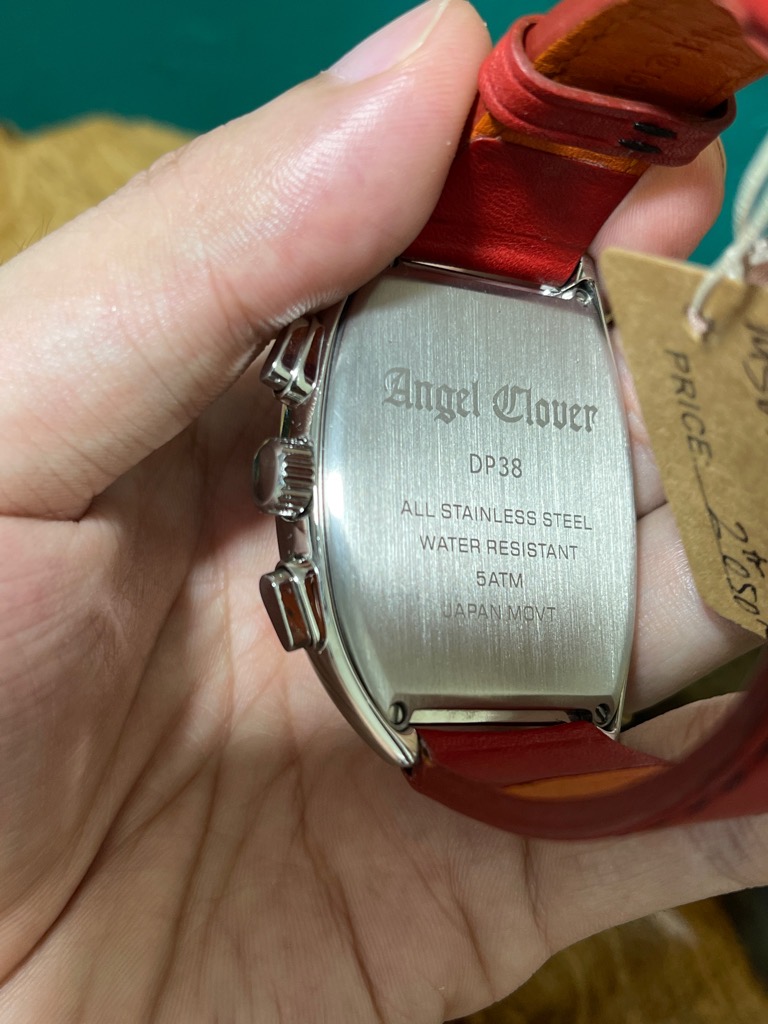 Angel Clover
DP38
ALL STAINLESS STEEL
WATER RESISTANT
5ATM
JAPAN MOVT
PRICE